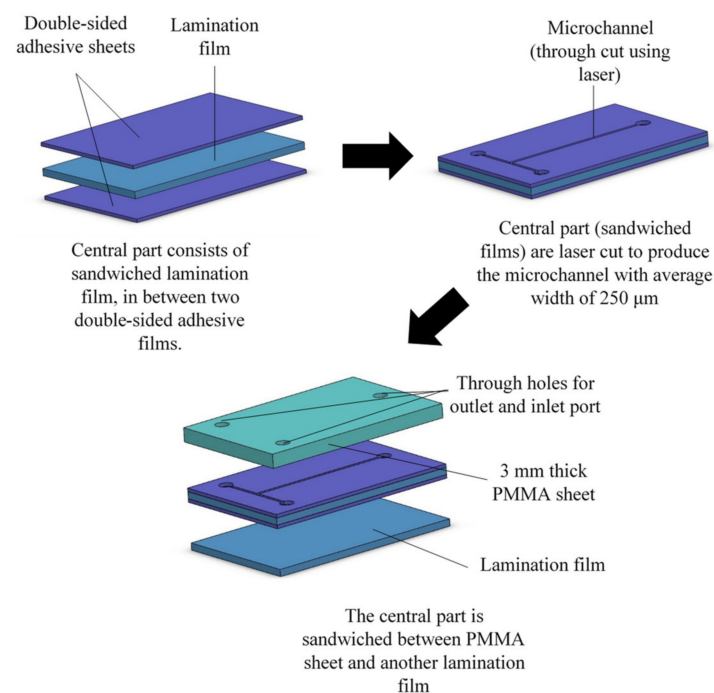 Double-sided
adhesive sheets
Lamination
film
Microchannel
(through cut using
laser)
Central part consists of
sandwiched lamination
film, in between two
double-sided adhesive
films.
Central part (sandwiched
films) are laser cut to produce
the microchannel with average
width of 250 μm
Through holes for
outlet and inlet port
3 mm thick
PMMA sheet
Lamination film
The central part is
sandwiched between PMMA
sheet and another lamination
film